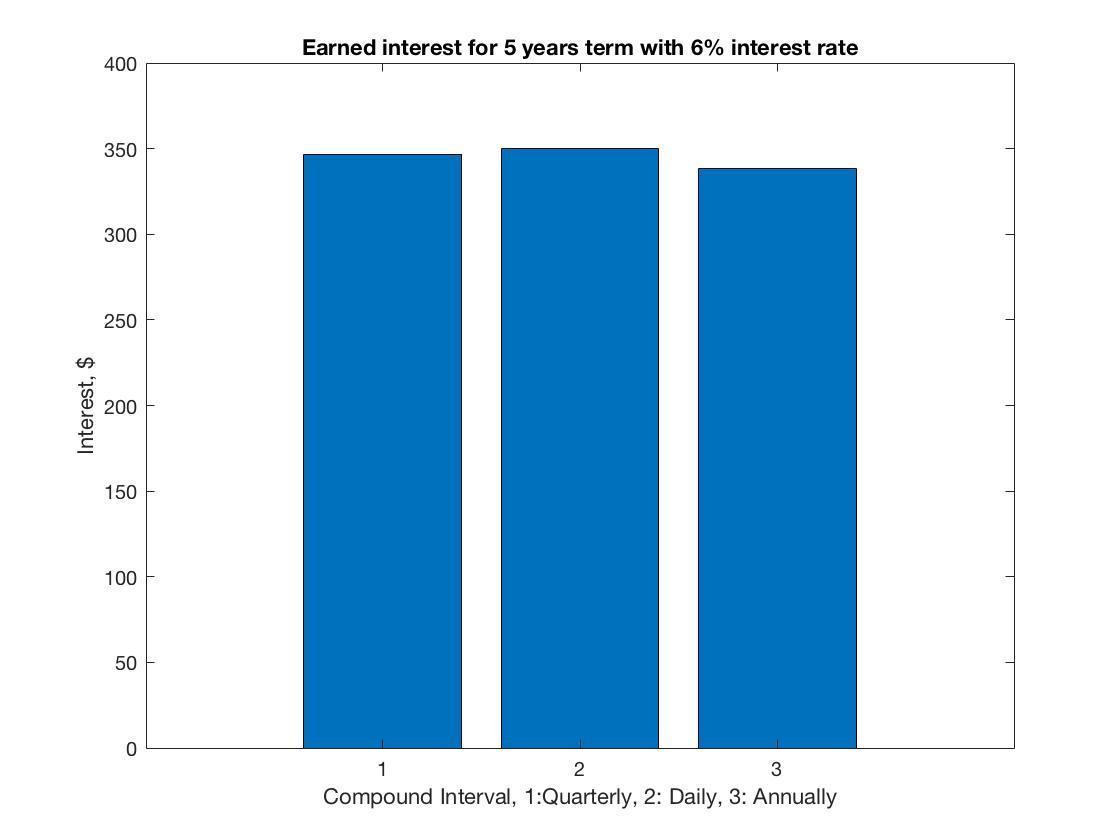 Earned interest for 5 years term with 6% interest rate
400
350
300
250
200
150
100
50
0
Interest, $
1 2 3
Compound Interval, 1:Quarterly, 2: Daily, 3: Annually